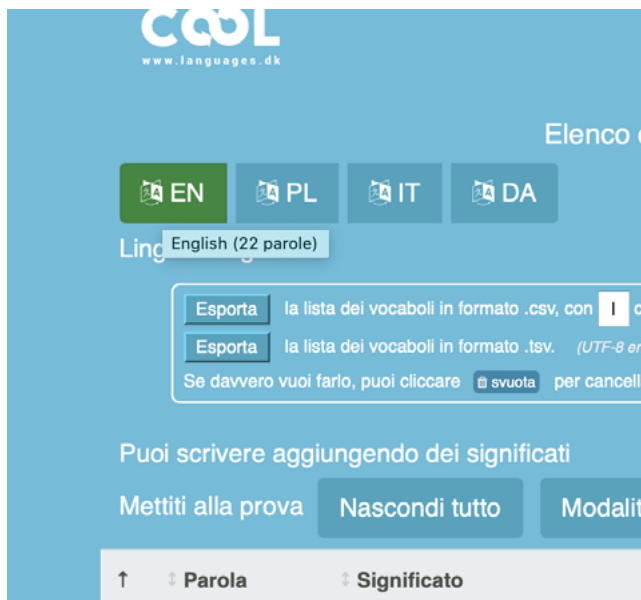 COOL
www.languages.dk
Elenco
EN PL IT DA
English (22 parole)
Esporta la lista dei vocaboli in formato .csv, con |
Esporta la lista dei vocaboli in formato .tsv. (UTF-8
Se davvero vuoi farlo, puoi cliccare svuota per
Puoi scrivere aggiungendo dei significati
Mettiti alla prova Nascondi tutto
↑ Parola Significato